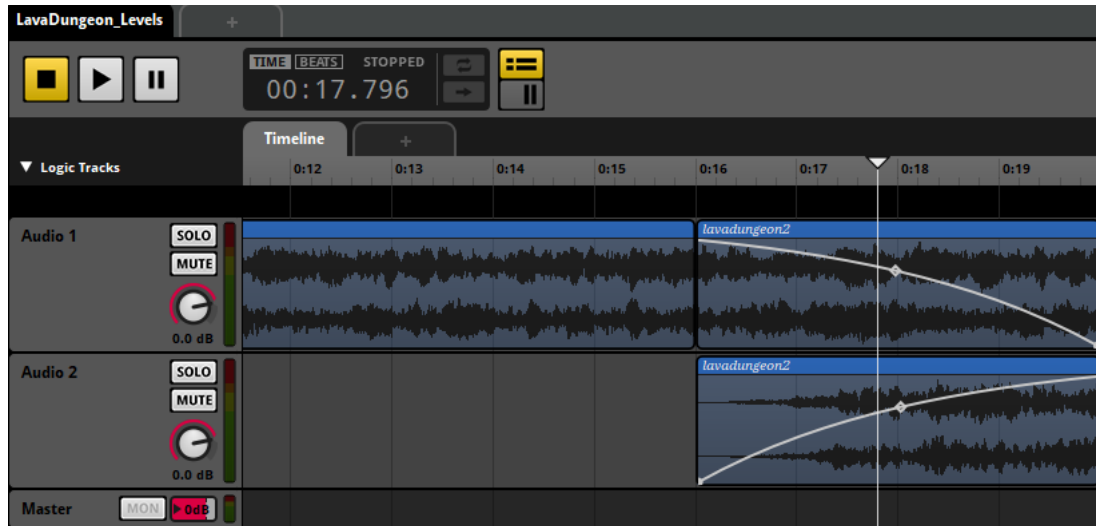 LavaDungeon_Levels +
TIME BEATS STOPPED
00:17.796
Timeline +
Logic Tracks
0:12 0:13 0:14 0:15 0:16 0:17 0:18 0:19
Audio 1 SOLO
MUTE
0.0 dB
lavadungeon2
Audio 2 SOLO
MUTE
0.0 dB
lavadungeon2
Master MON 0dB